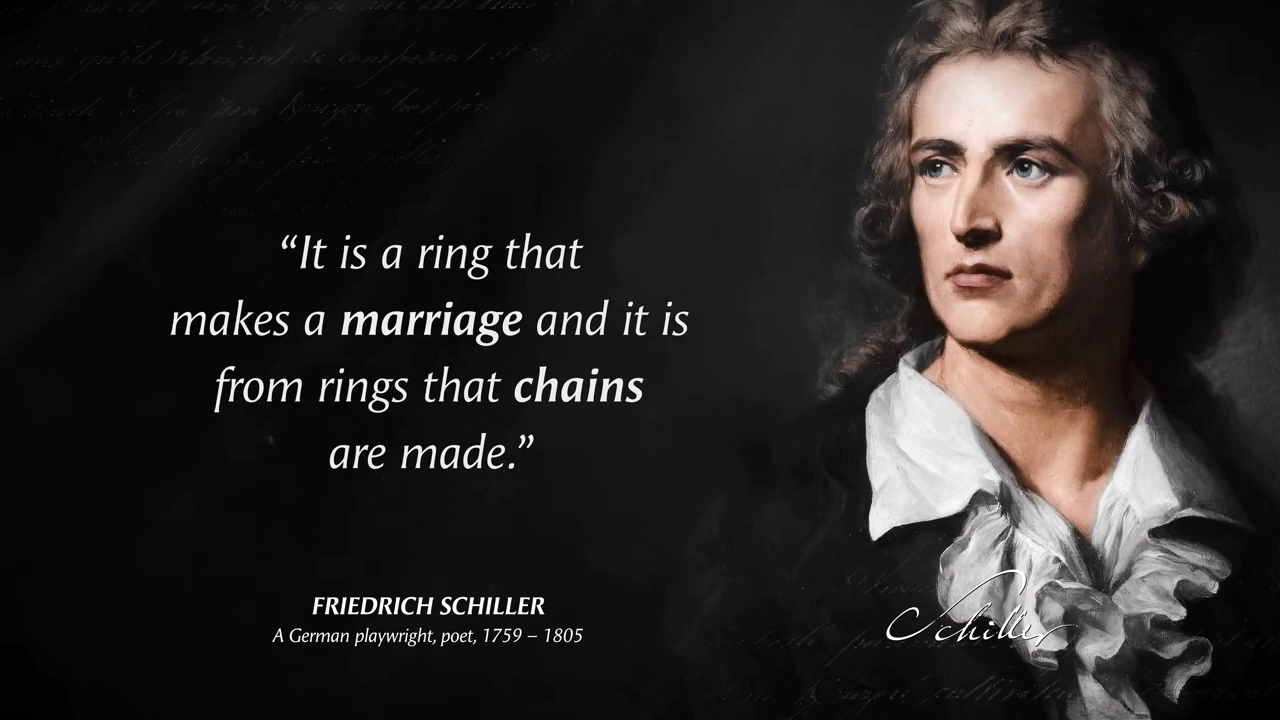 “It is a ring that
makes a marriage and it is
from rings that chains
are made.”
FRIEDRICH SCHILLER
A German playwright, poet, 1759 – 1805
Schiller